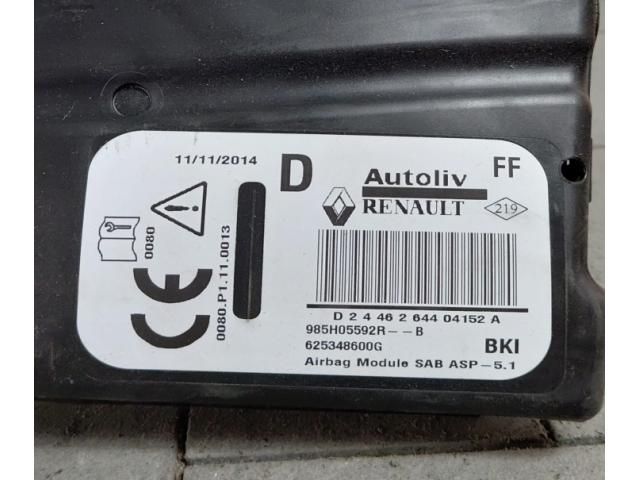 11/11/2014 D Autoliv FF
RENAULT 219
0080
0080.P1.11.0013
CE
D 2 4 46 2 644 04152 A
985H05592R--B
625348600G BKI
Airbag Module SAB ASP-5.1